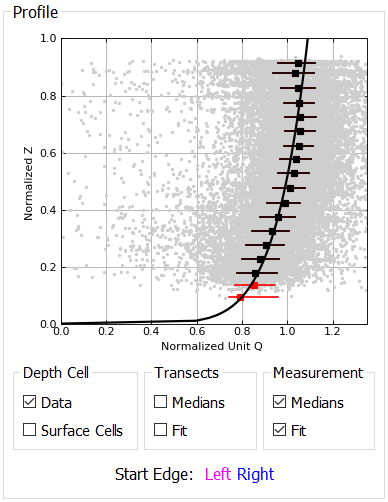 Profile
1.0
0.8
0.6
0.4
0.2
0.0
Normalized Z
0.0 0.2 0.4 0.6 0.8 1.0 1.2
Normalized Unit Q
Depth Cell
Data
Surface Cells
Transects
Medians
Fit
Measurement
Medians
Fit
Start Edge: Left Right